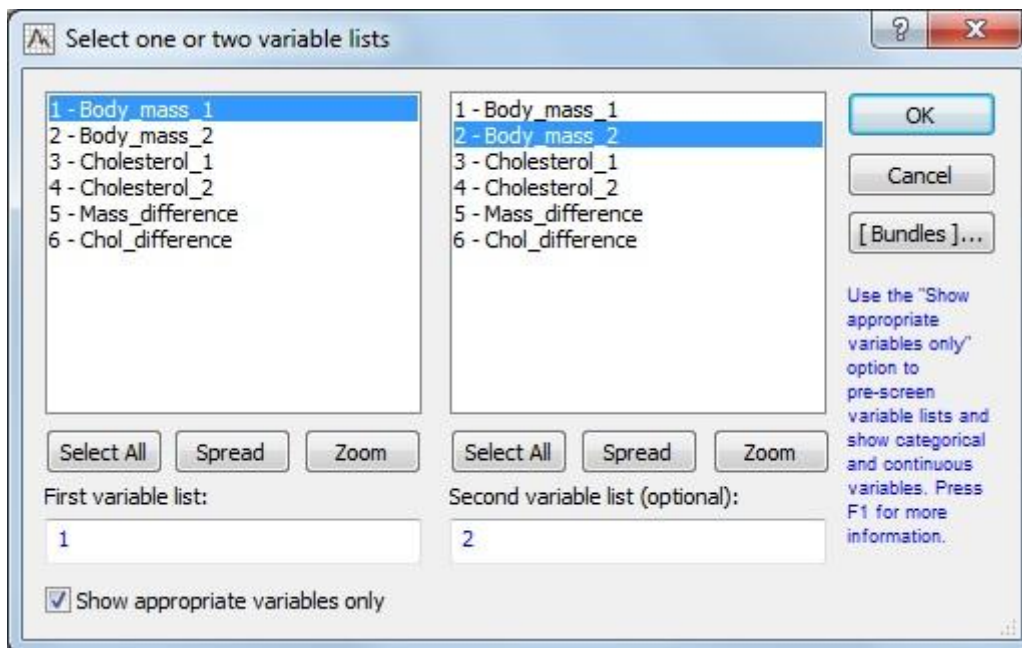 Select one or two variable lists
?
X
1 - Body_mass_1
2 - Body_mass_2
3 - Cholesterol_1
4 - Cholesterol_2
5 - Mass_difference
6 - Chol_difference
1 - Body_mass_1
2 - Body_mass_2
3 - Cholesterol_1
4 - Cholesterol_2
5 - Mass_difference
6 - Chol_difference
OK
Cancel
[ Bundles ]...
Use the "Show
appropriate
variables only"
option to
pre-screen
variable lists and
show categorical
and continuous
variables. Press
F1 for more
information.
Select All Spread Zoom
Select All Spread Zoom
First variable list:
1
Second variable list (optional):
2
Show appropriate variables only